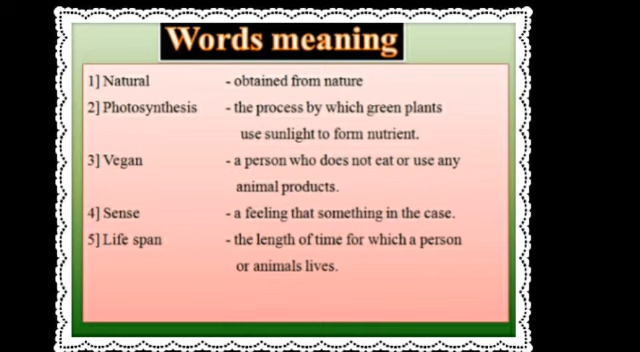 Words meaning
1] Natural - obtained from nature
2] Photosynthesis - the process by which green plants
use sunlight to form nutrient.
3] Vegan - a person who does not eat or use any
animal products.
4] Sense - a feeling that something in the case.
5] Life span - the length of time for which a person
or animals lives.